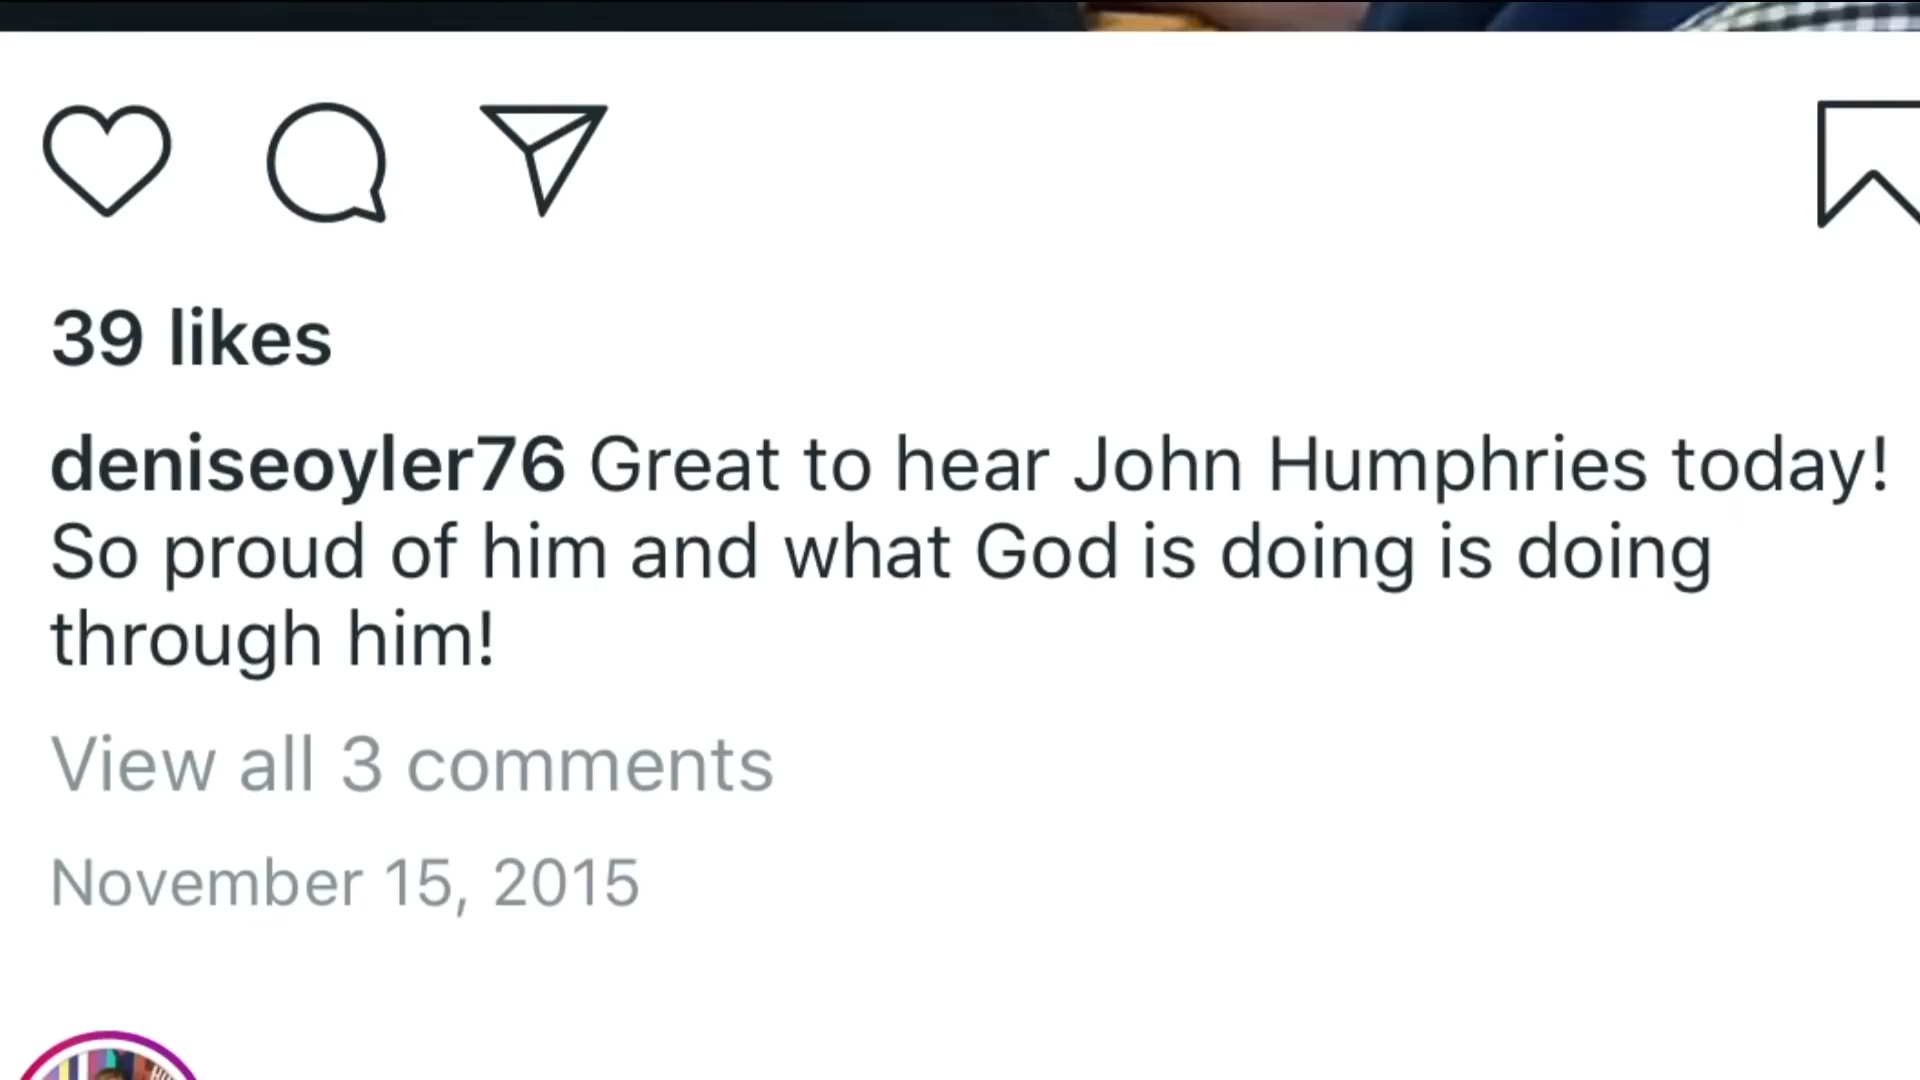 39 likes
deniseoyler76 Great to hear John Humphries today!
So proud of him and what God is doing is doing
through him!
View all 3 comments
November 15, 2015